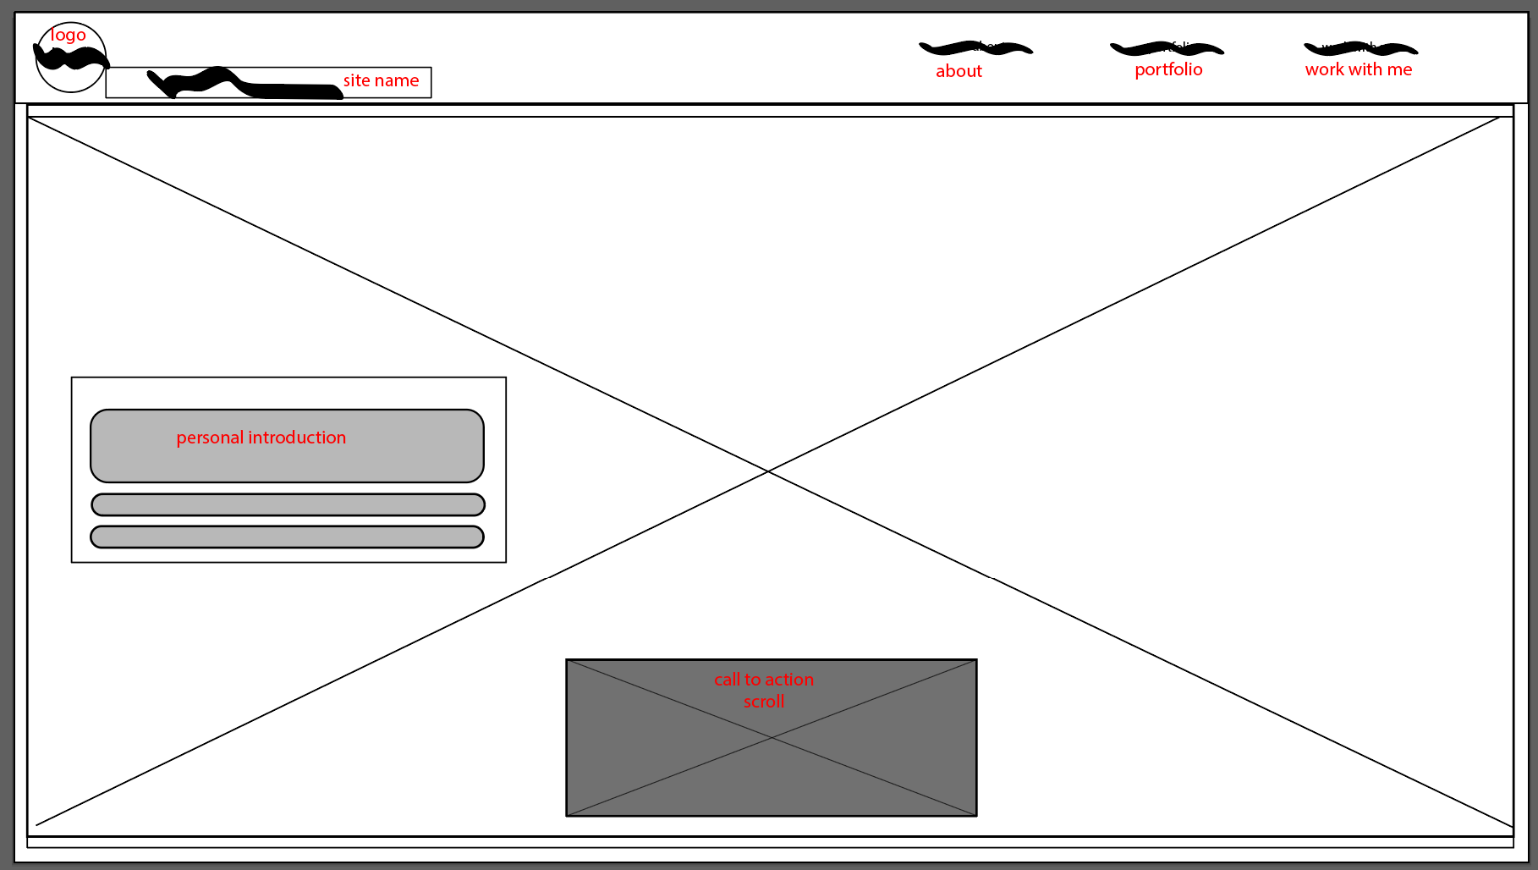 logo
site name
about
portfolio
work with me
personal introduction
call to action
scroll